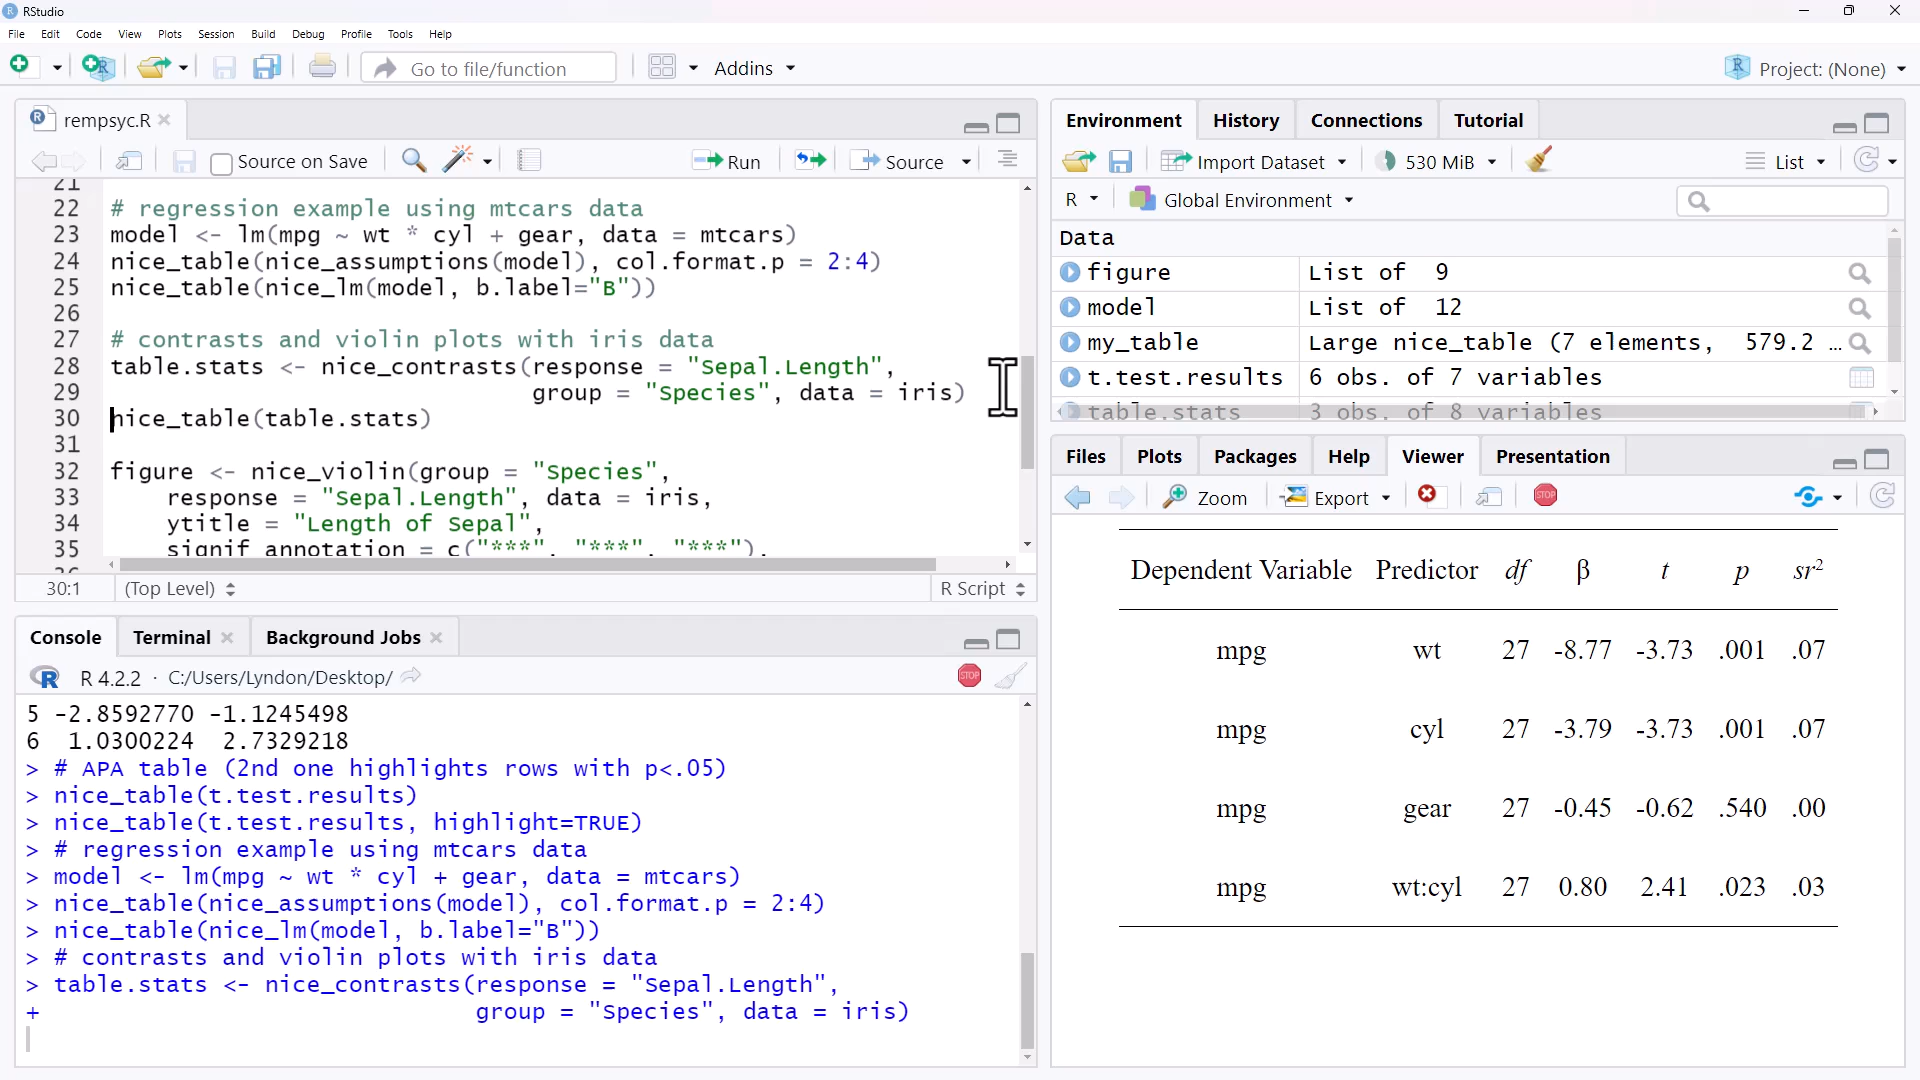 RStudio
File Edit Code View Plots Session Build Debug Profile Tools Help
Go to file/function Addins Project: (None)
rempsyc.R
Source on Save Run Source
21
22 # regression example using mtcars data
23 model <- lm(mpg ~ wt * cyl + gear, data = mtcars)
24 nice_table(nice_assumptions(model), col.format.p = 2:4)
25 nice_table(nice_lm(model, b.label="B"))
26
27 # contrasts and violin plots with iris data
28 table.stats <- nice_contrasts(response = "Sepal.Length",
29 group = "Species", data = iris)
30 nice_table(table.stats)
31
32 figure <- nice_violin(group = "Species",
33 response = "Sepal.Length", data = iris,
34 ytitle = "Length of Sepal",
35 signif_annotation = c("***", "***", "***"),
30:1 (Top Level) R Script
Console Terminal Background Jobs
R 4.2.2 · C:/Users/Lyndon/Desktop/
STOP
5 -2.8592770 -1.1245498
6 1.0300224 2.7329218
> # APA table (2nd one highlights rows with p<.05)
> nice_table(t.test.results)
> nice_table(t.test.results, highlight=TRUE)
> # regression example using mtcars data
> model <- lm(mpg ~ wt * cyl + gear, data = mtcars)
> nice_table(nice_assumptions(model), col.format.p = 2:4)
> nice_table(nice_lm(model, b.label="B"))
> # contrasts and violin plots with iris data
> table.stats <- nice_contrasts(response = "Sepal.Length",
+ group = "Species", data = iris)
Environment History Connections Tutorial
Import Dataset 530 MiB List
R Global Environment
Data
figure List of 9
model List of 12
my_table Large nice_table (7 elements, 579.2 …
t.test.results 6 obs. of 7 variables
table.stats 3 obs. of 8 variables
Files Plots Packages Help Viewer Presentation
Zoom Export STOP
Dependent Variable Predictor df β t p sr²
mpg wt 27 -8.77 -3.73 .001 .07
mpg cyl 27 -3.79 -3.73 .001 .07
mpg gear 27 -0.45 -0.62 .540 .00
mpg wt:cyl 27 0.80 2.41 .023 .03